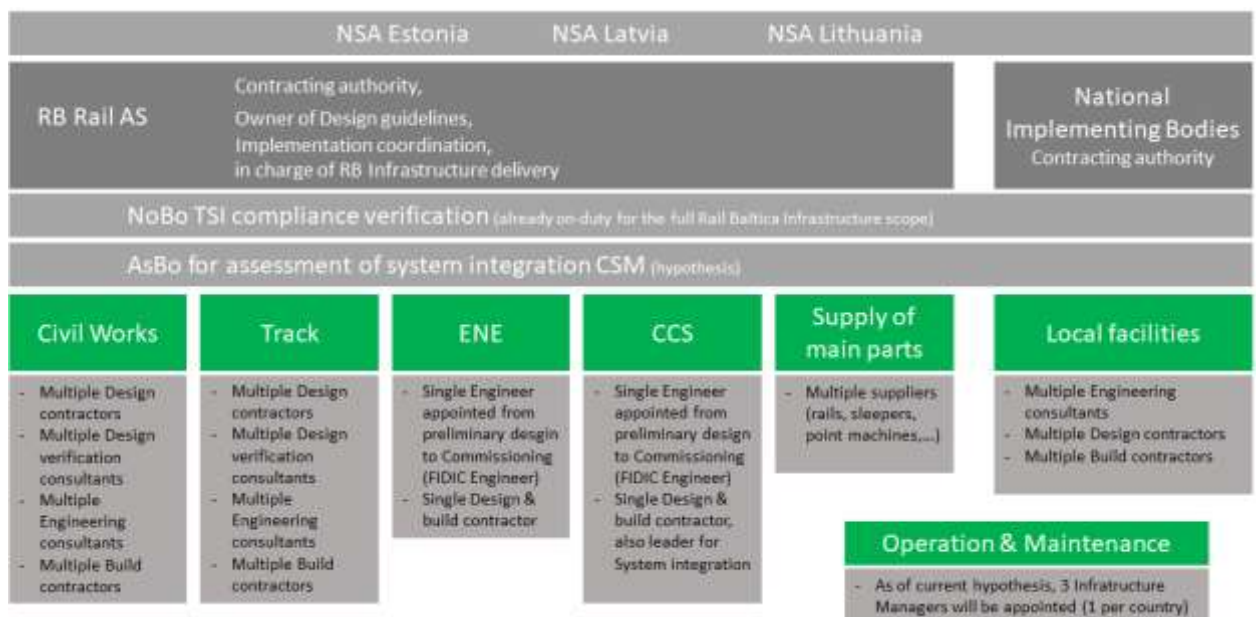 NSA Estonia NSA Latvia NSA Lithuania
RB Rail AS
Contracting authority,
Owner of Design guidelines,
Implementation coordination,
in charge of RB Infrastructure delivery
National
Implementing Bodies
Contracting authority
NoBo TSI compliance verification (already on-duty for the full Rail Baltica Infrastructure scope)
AsBo for assessment of system integration CSM (hypothesis)
Civil Works
- Multiple Design
contractors
- Multiple Design
verification
consultants
- Multiple
Engineering
consultants
- Multiple Build
contractors
Track
- Multiple Design
contractors
- Multiple Design
verification
consultants
- Multiple
Engineering
consultants
- Multiple Build
contractors
ENE
- Single Engineer
appointed from
preliminary desgin
to Commissioning
(FIDIC Engineer)
- Single Design &
build contractor
CCS
- Single Engineer
appointed from
preliminary design
to Commissioning
(FIDIC Engineer)
- Single Design &
build contractor,
also leader for
System integration
Supply of
main parts
- Multiple suppliers
(rails, sleepers,
point machines,...)
Local facilities
- Multiple Engineering
consultants
- Multiple Design contractors
- Multiple Build contractors
Operation & Maintenance
- As of current hypothesis, 3 Infratructure
Managers will be appointed (1 per country)